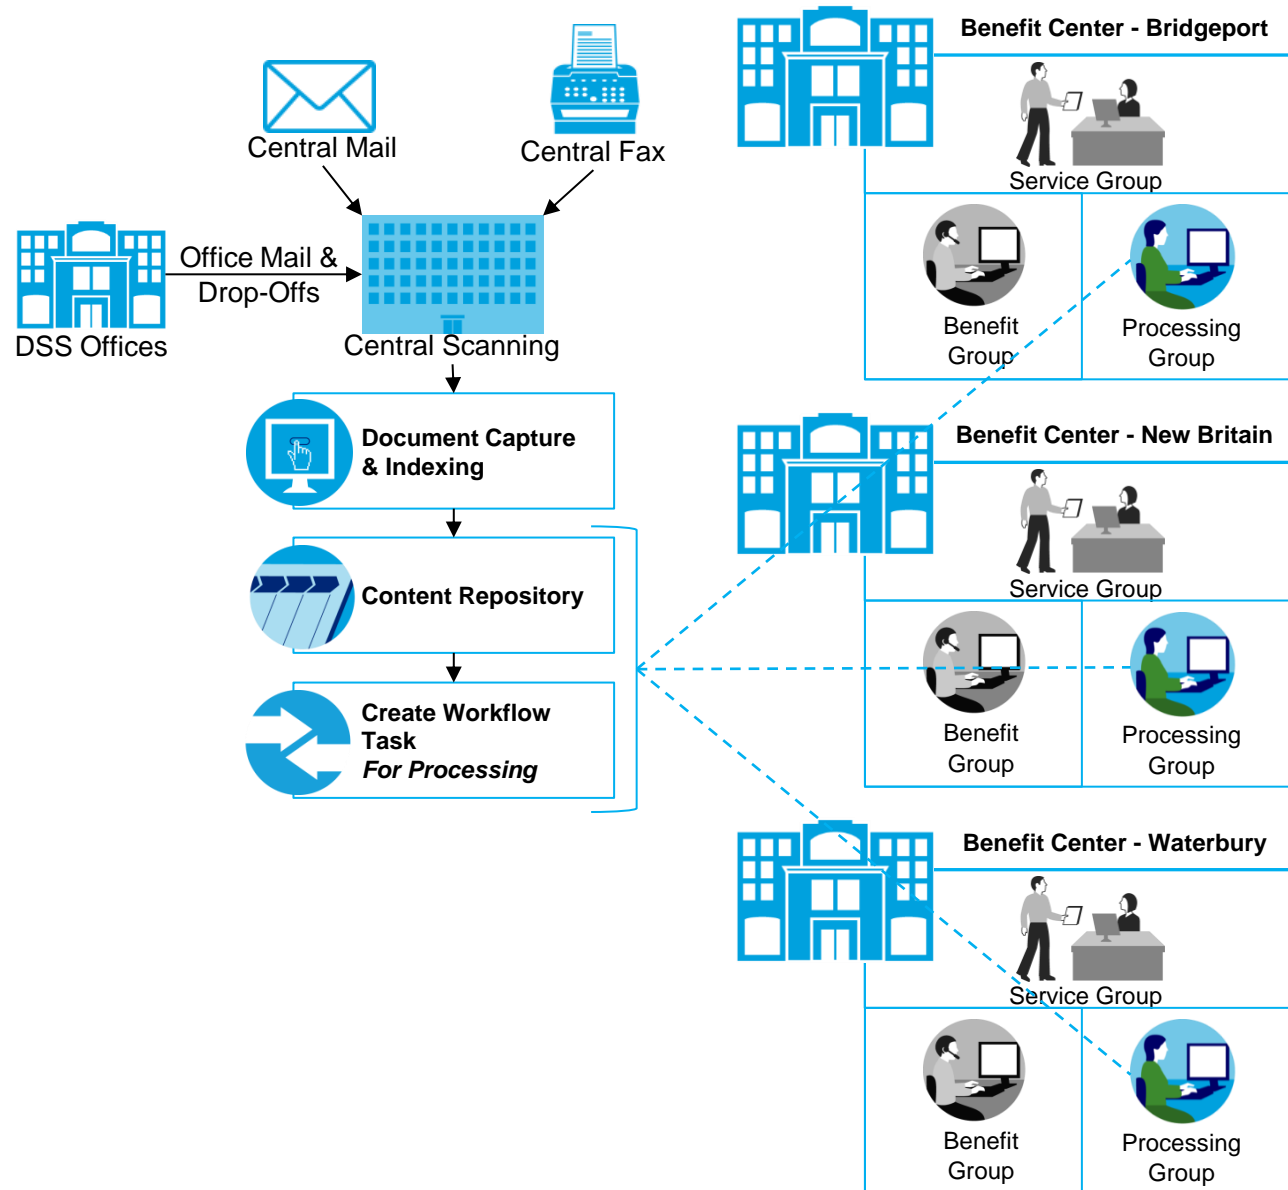 Central Mail
Central Fax
Office Mail &
Drop-Offs
DSS Offices
Central Scanning
Document Capture
& Indexing
Content Repository
Create Workflow
Task
For Processing
Benefit Center - Bridgeport
Service Group
Benefit
Group
Processing
Group
Benefit Center - New Britain
Service Group
Benefit
Group
Processing
Group
Benefit Center - Waterbury
Service Group
Benefit
Group
Processing
Group